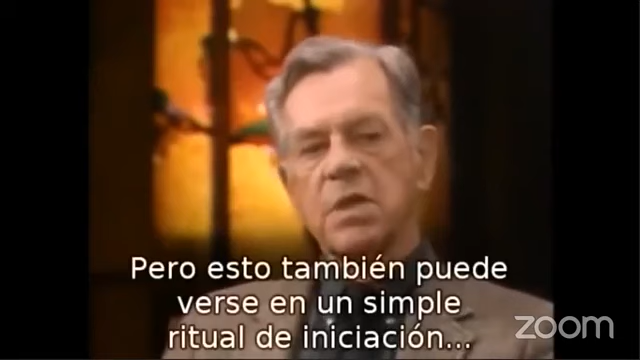 Pero esto también puede
verse en un simple
ritual de iniciación...
zoom